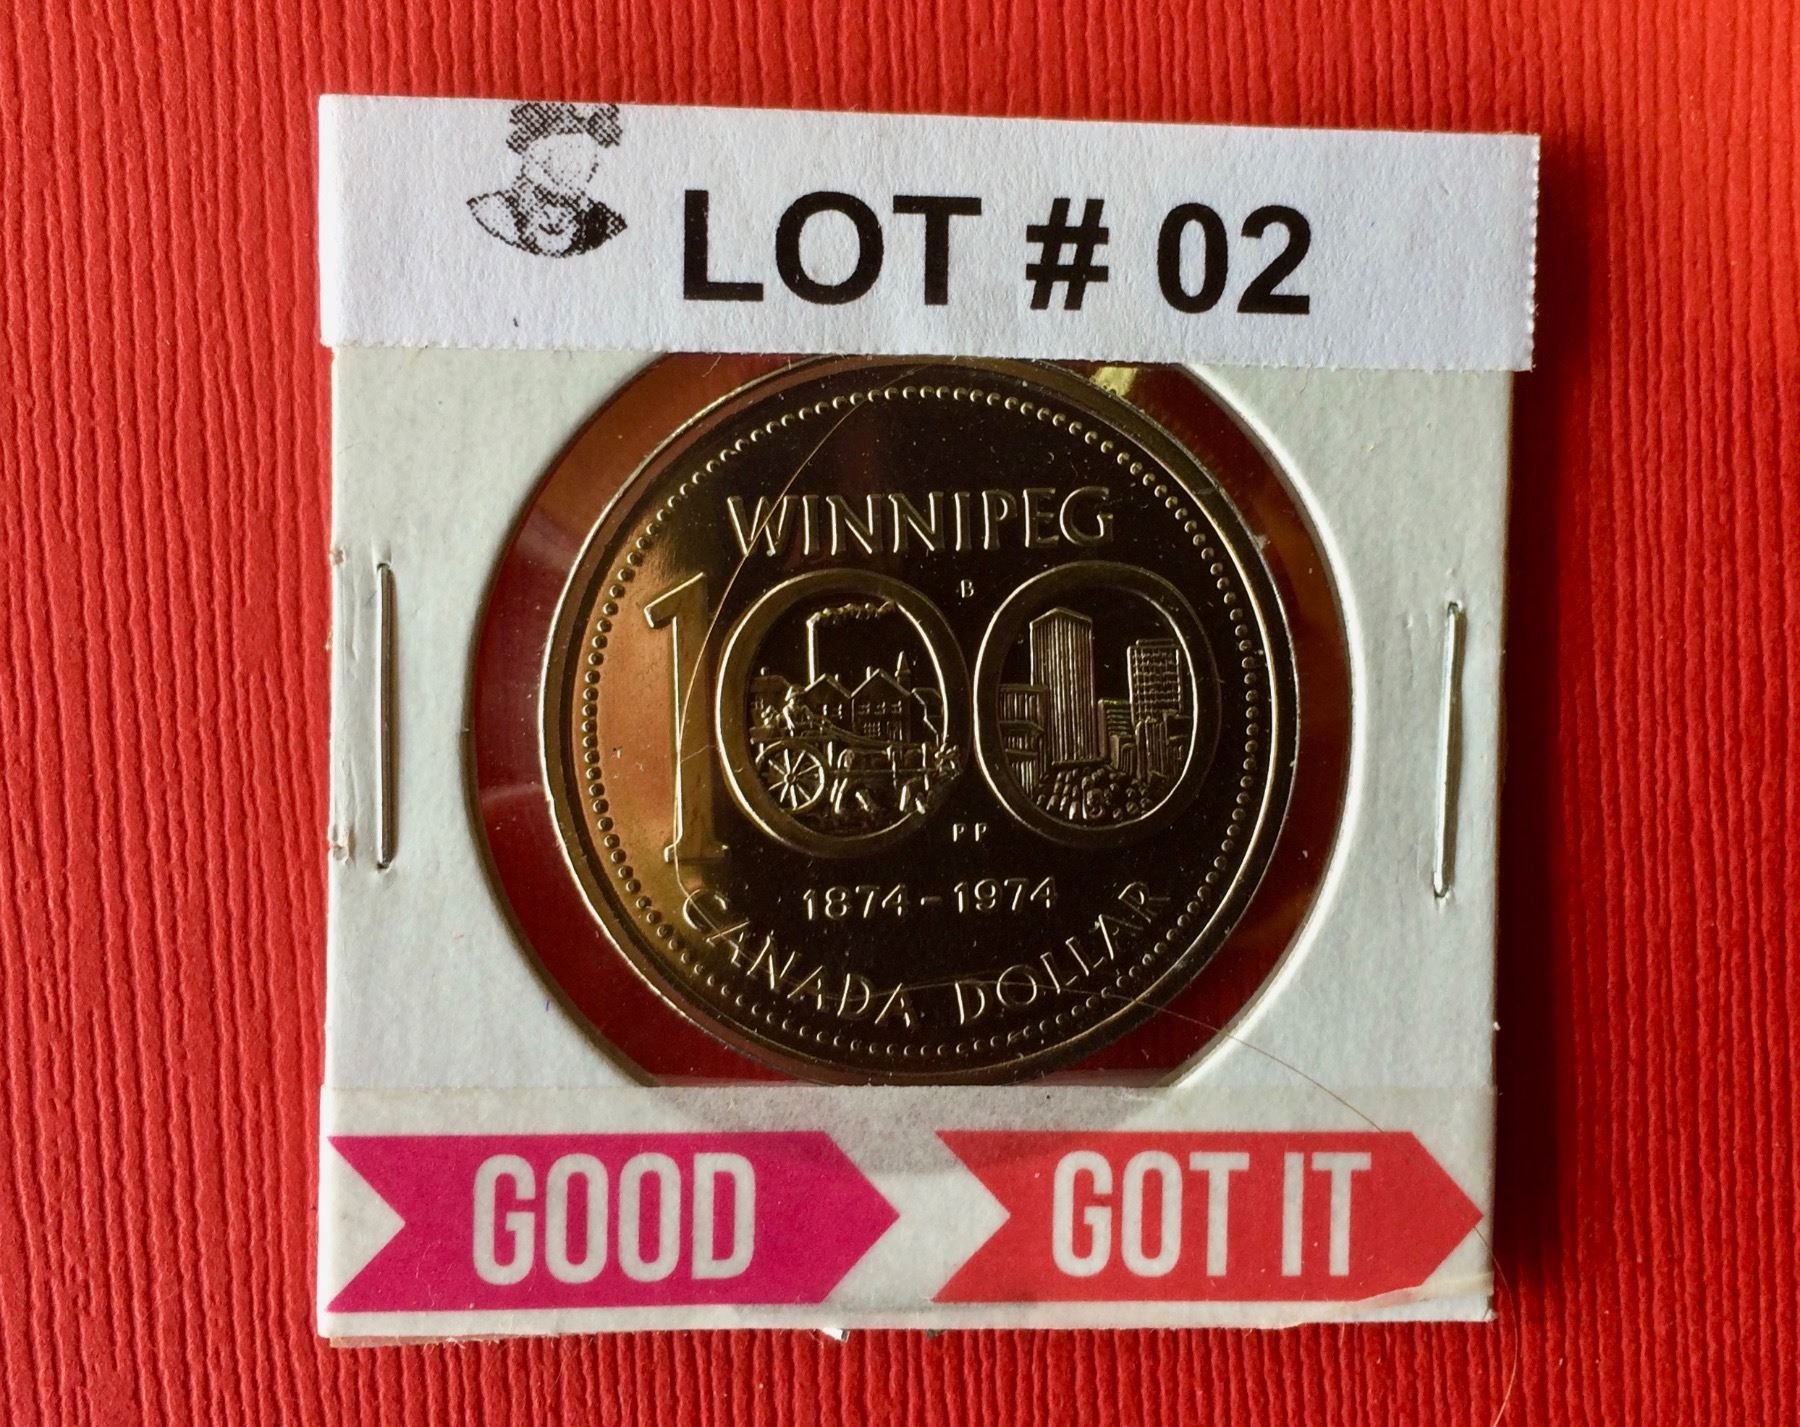 LOT # 02
WINNIPEG
B
100
PP
1874-1974
CANADA DOLLAR
GOOD
GOT IT